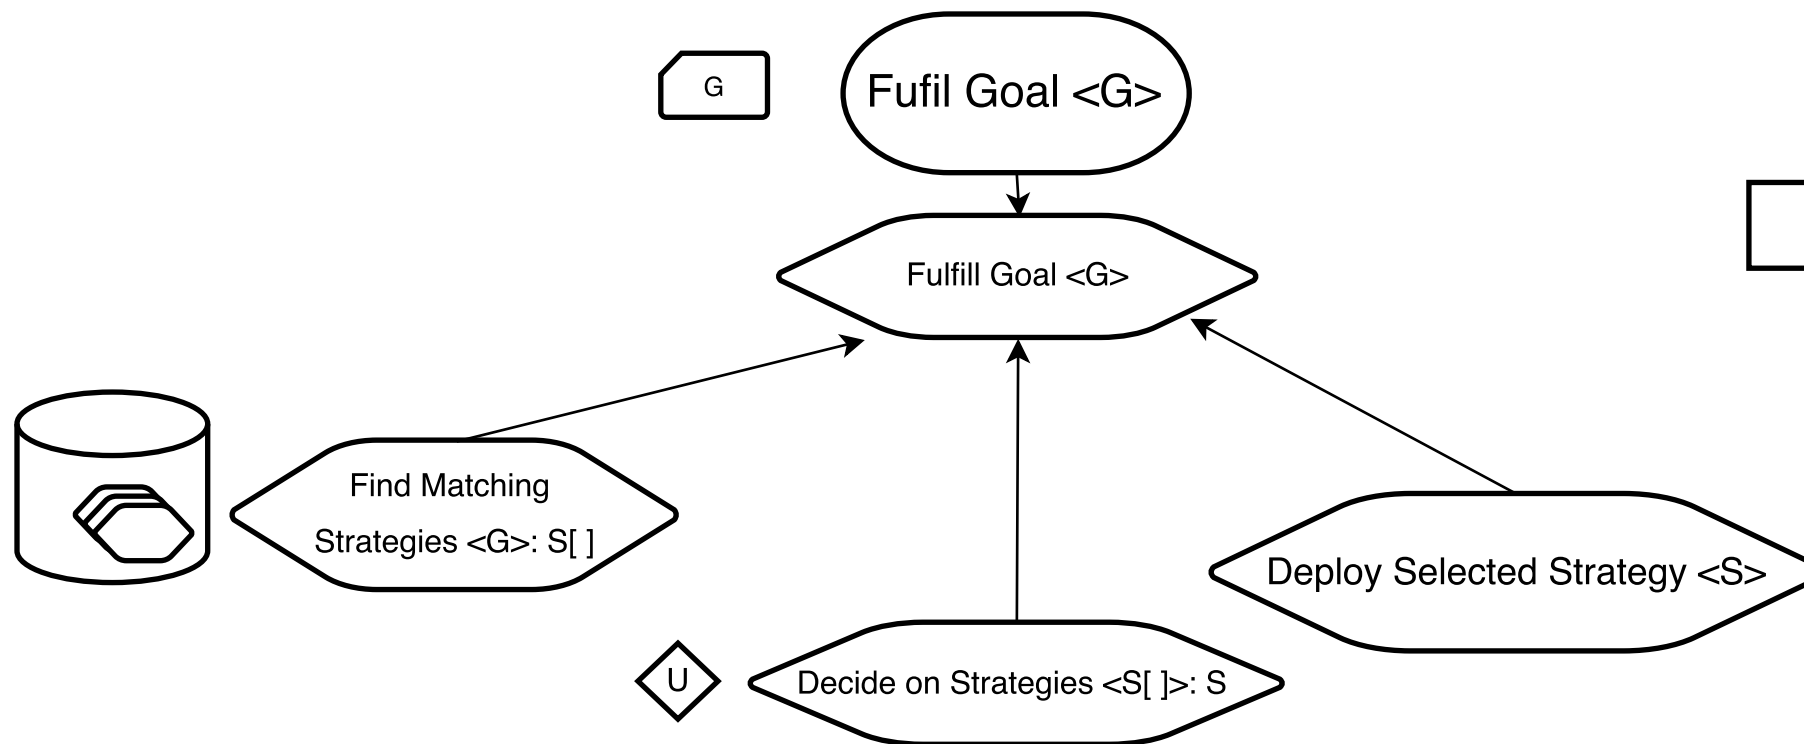 G
Fufil Goal <G>
Fulfill Goal <G>
Find Matching
Strategies <G>: S[ ]
Deploy Selected Strategy <S>
U
Decide on Strategies <S[ ]>: S